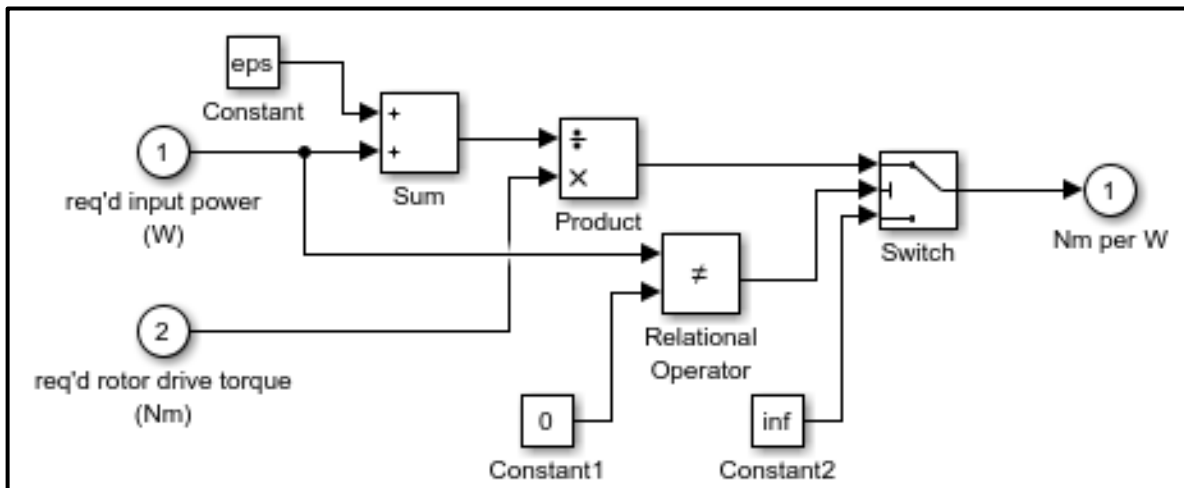 eps
Constant
1
req'd input power
(W)
+
+
Sum
÷
×
Product
Switch
1
Nm per W
≠
Relational
Operator
2
req'd rotor drive torque
(Nm)
0
Constant1
inf
Constant2